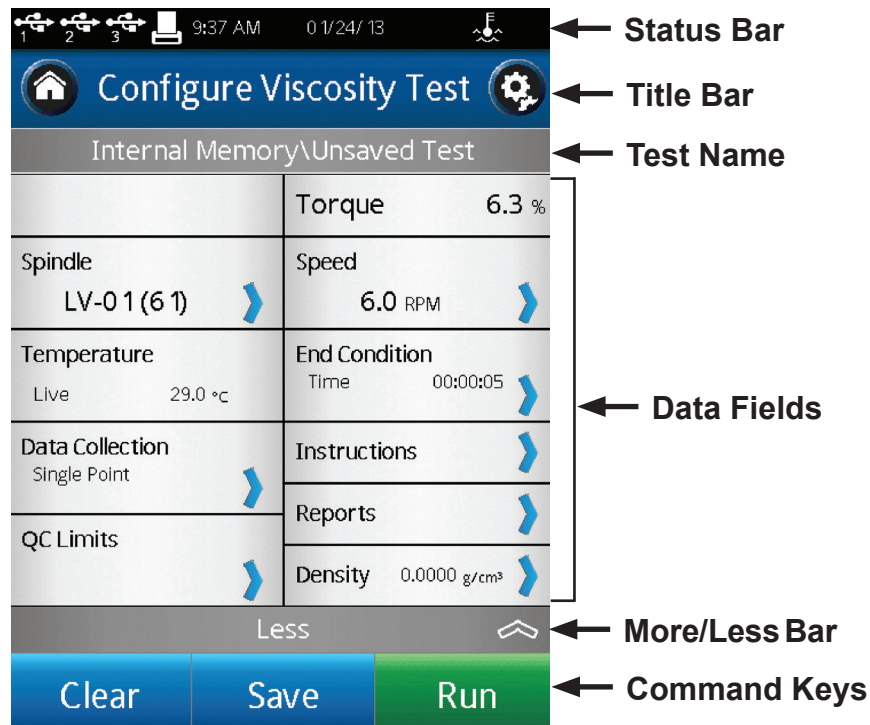 1 2 3 9:37 AM 01/24/13 E Status Bar
Configure Viscosity Test Title Bar
Internal Memory\Unsaved Test Test Name
Torque 6.3 %
Spindle
LV-01(61)
Speed
6.0 RPM
Temperature
Live 29.0 °C
End Condition
Time 00:00:05
Data Fields
Data Collection
Single Point
Instructions
Reports
QC Limits
Density 0.0000 g/cm³
Less More/Less Bar
Clear Save Run Command Keys